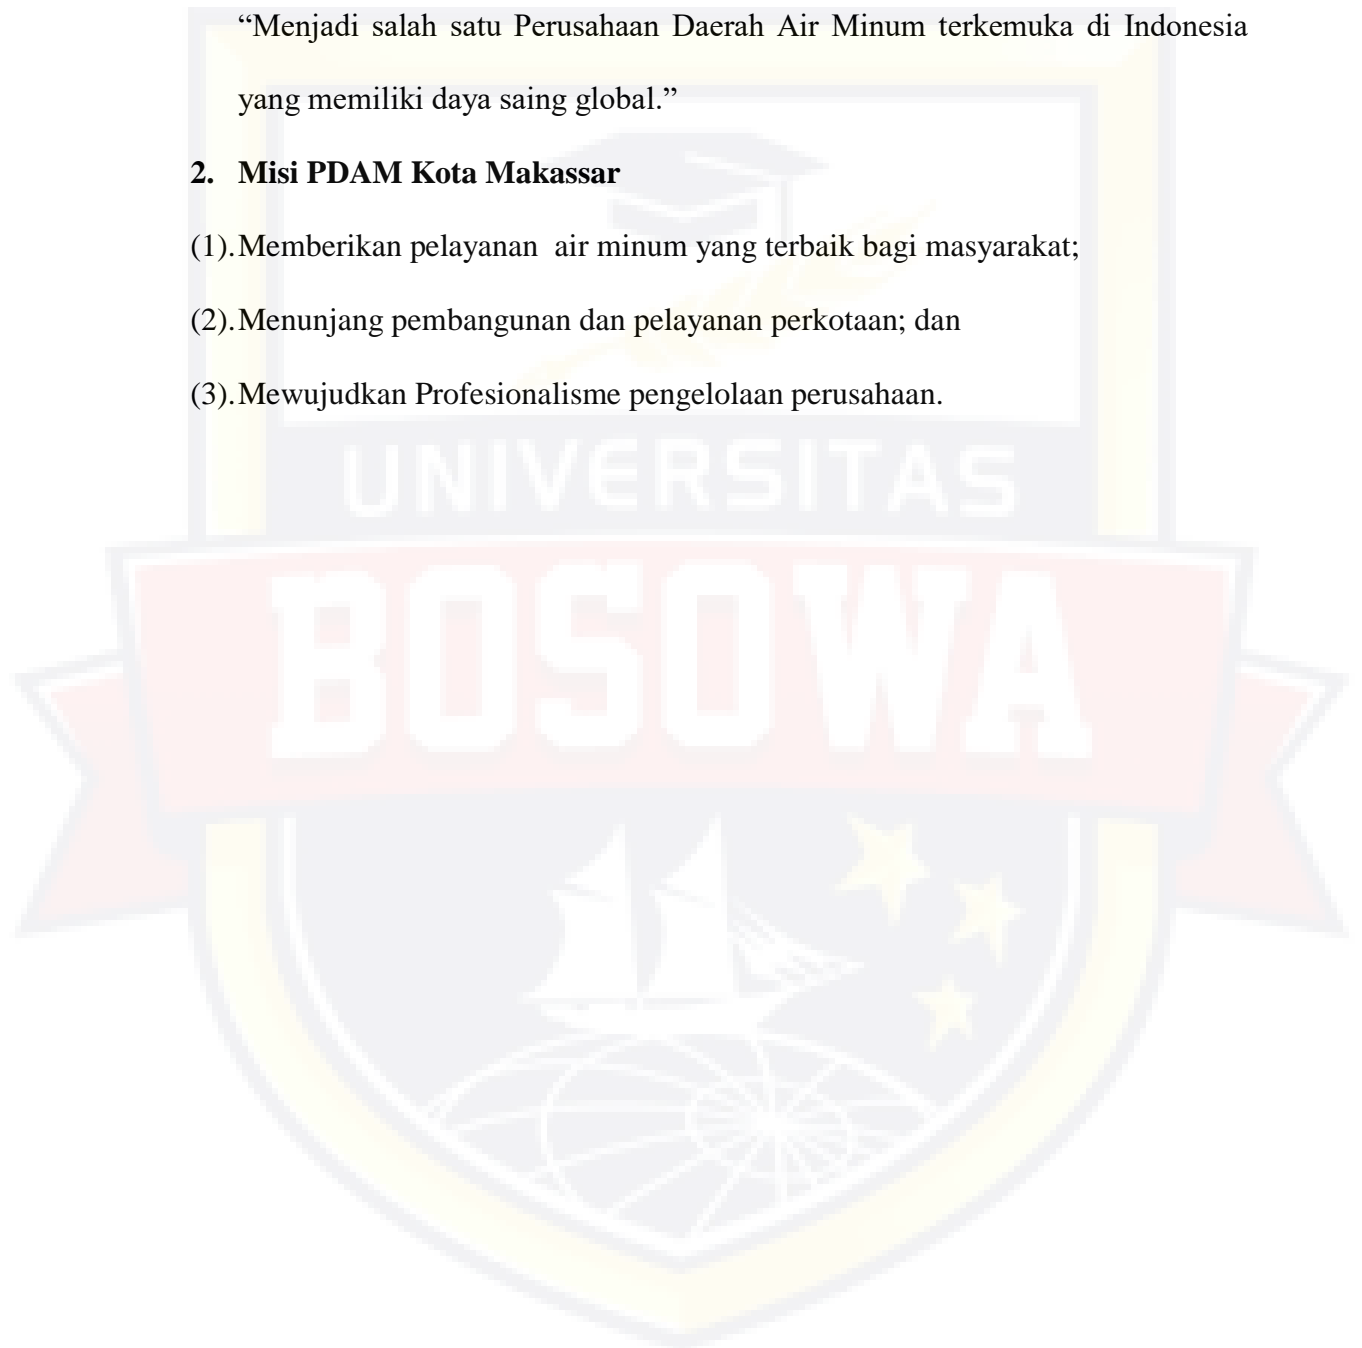 “Menjadi salah satu Perusahaan Daerah Air Minum terkemuka di Indonesia
yang memiliki daya saing global.”
2. Misi PDAM Kota Makassar
(1).Memberikan pelayanan  air minum yang terbaik bagi masyarakat;
(2).Menunjang pembangunan dan pelayanan perkotaan; dan
(3).Mewujudkan Profesionalisme pengelolaan perusahaan.
UNIVERSITAS
BOSOWA